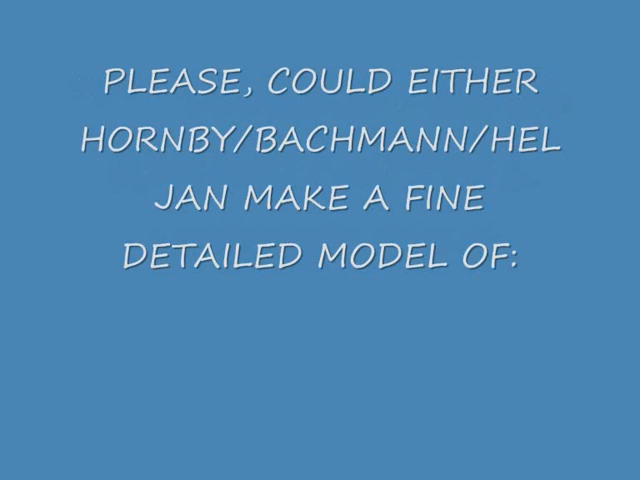 PLEASE, COULD EITHER
HORNBY/BACHMANN/HEL
JAN MAKE A FINE
DETAILED MODEL OF: